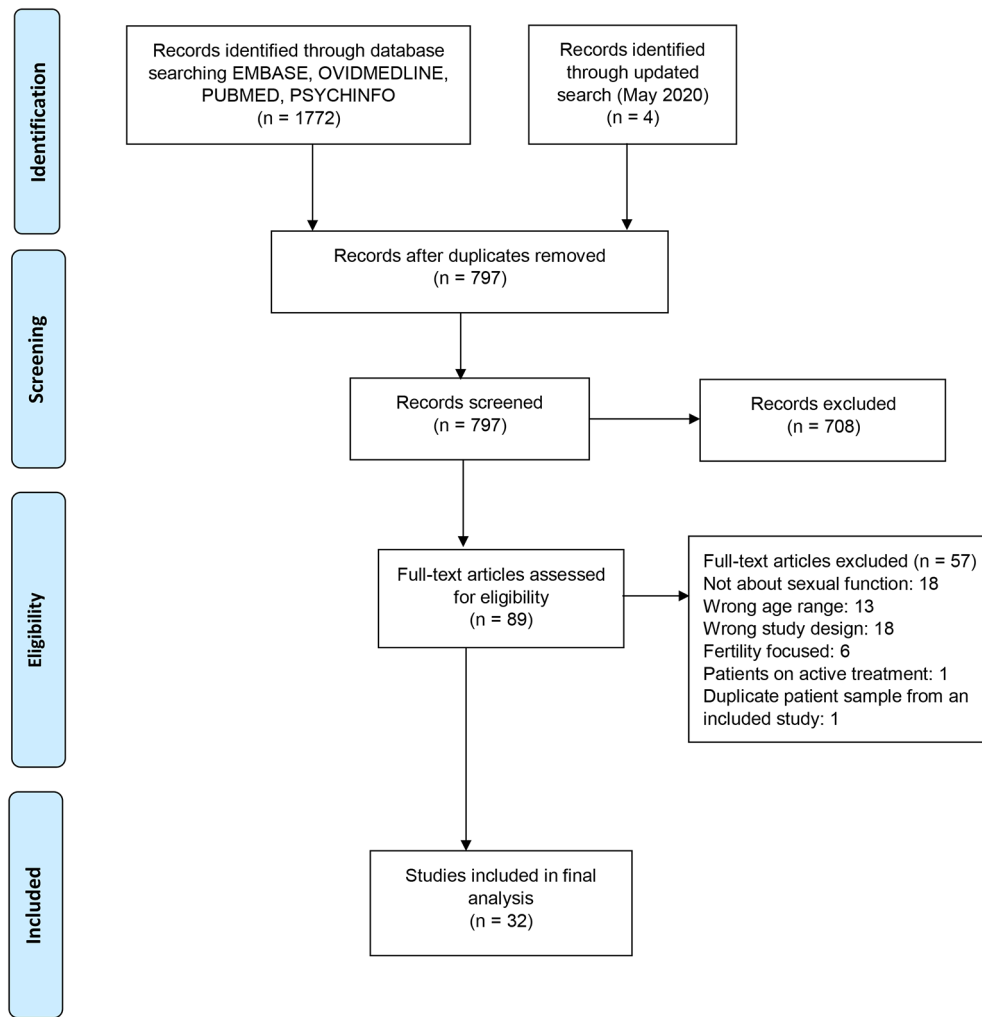 Identification
Records identified through database
searching EMBASE, OVIDMEDLINE,
PUBMED, PSYCHINFO
(n = 1772)
Records identified
through updated
search (May 2020)
(n = 4)
Records after duplicates removed
(n = 797)
Screening
Records screened
(n = 797)
Records excluded
(n = 708)
Eligibility
Full-text articles assessed
for eligibility
(n = 89)
Full-text articles excluded (n = 57)
Not about sexual function: 18
Wrong age range: 13
Wrong study design: 18
Fertility focused: 6
Patients on active treatment: 1
Duplicate patient sample from an
included study: 1
Included
Studies included in final
analysis
(n = 32)